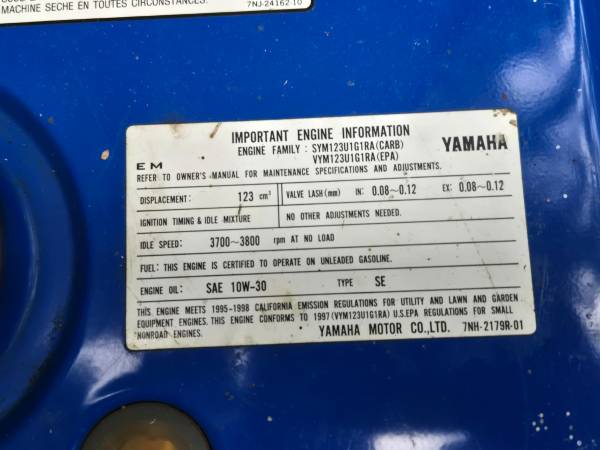 MACHINE SECHE EN TOUTES CIRCONSTANCES. 7NJ-24162-10
IMPORTANT ENGINE INFORMATION
ENGINE FAMILY : SYM123U1G1RA(CARB) YAMAHA
EM VYM123U1G1RA(EPA)
REFER TO OWNER'S MANUAL FOR MAINTENANCE SPECIFICATIONS AND ADJUSTMENTS.
DISPLACEMENT: 123 cm³ VALVE LASH(mm) IN: 0.08~0.12 EX: 0.08~0.12
IGNITION TIMING & IDLE MIXTURE NO OTHER ADJUSTMENTS NEEDED.
IDLE SPEED: 3700~3800 rpm AT NO LOAD
FUEL: THIS ENGINE IS CERTIFIED TO OPERATE ON UNLEADED GASOLINE.
ENGINE OIL: SAE 10W-30 TYPE SE
THIS ENGINE MEETS 1995-1998 CALIFORNIA EMISSION REGULATIONS FOR UTILITY AND LAWN AND GARDEN
EQUIPMENT ENGINES. THIS ENGINE CONFORMS TO 1997(VYM123U1G1RA) U.S.EPA REGULATIONS FOR SMALL
NONROAD ENGINES. YAMAHA MOTOR CO.,LTD. 7NH-2179R-01